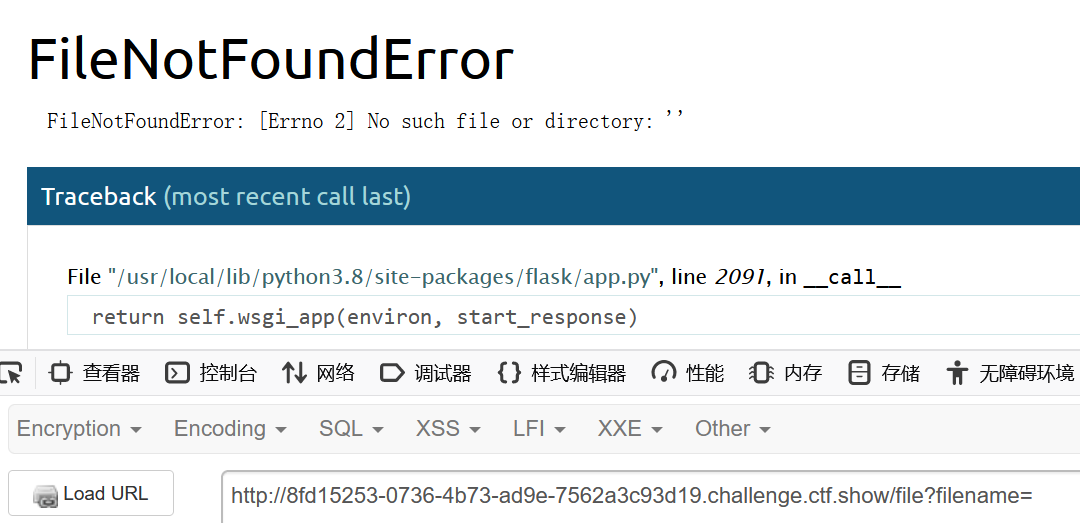 FileNotFoundError
FileNotFoundError: [Errno 2] No such file or directory: ''
Traceback (most recent call last)
File "/usr/local/lib/python3.8/site-packages/flask/app.py", line 2091, in __call__
return self.wsgi_app(environ, start_response)
查看器 控制台 网络 调试器 {} 样式编辑器 性能 内存 存储 无障碍环境
Encryption Encoding SQL XSS LFI XXE Other
Load URL http://8fd15253-0736-4b73-ad9e-7562a3c93d19.challenge.ctf.show/file?filename=